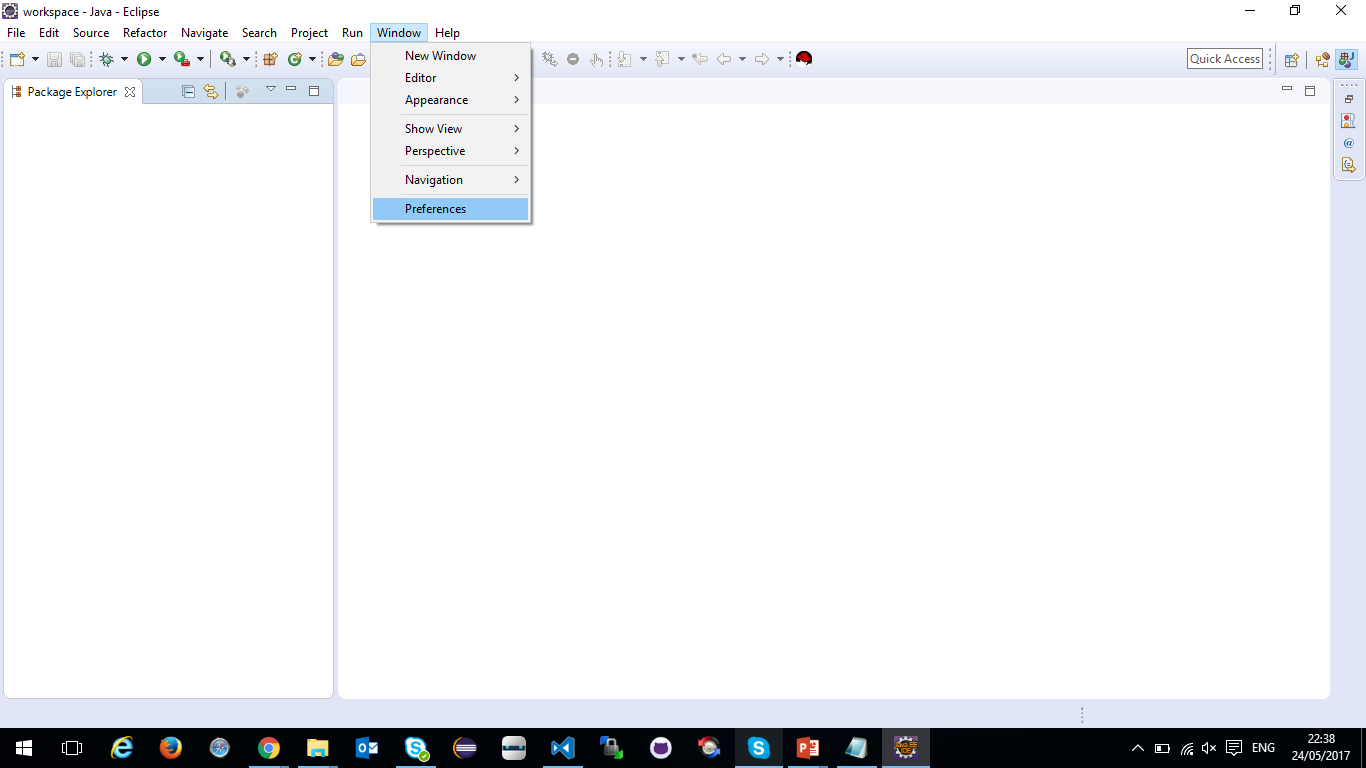 workspace - Java - Eclipse
File Edit Source Refactor Navigate Search Project Run Window Help
New Window
Quick Access
Editor
Package Explorer
Appearance
Show View
Perspective
Navigation
Preferences
22:38
ENG
24/05/2017